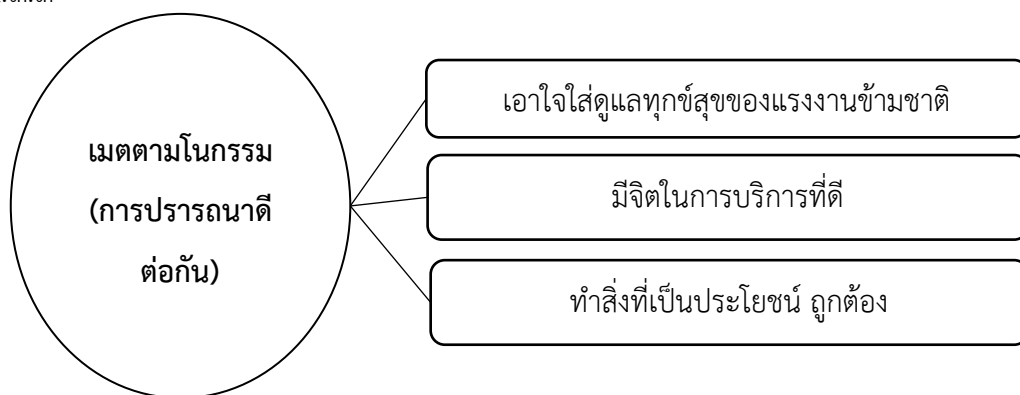 เมตตามโนกรรม
(การปรารถนาดี
ต่อกัน)
เอาใจใส่ดูแลทุกข์สุขของแรงงานข้ามชาติ
มีจิตในการบริการที่ดี
ทำสิ่งที่เป็นประโยชน์ ถูกต้อง